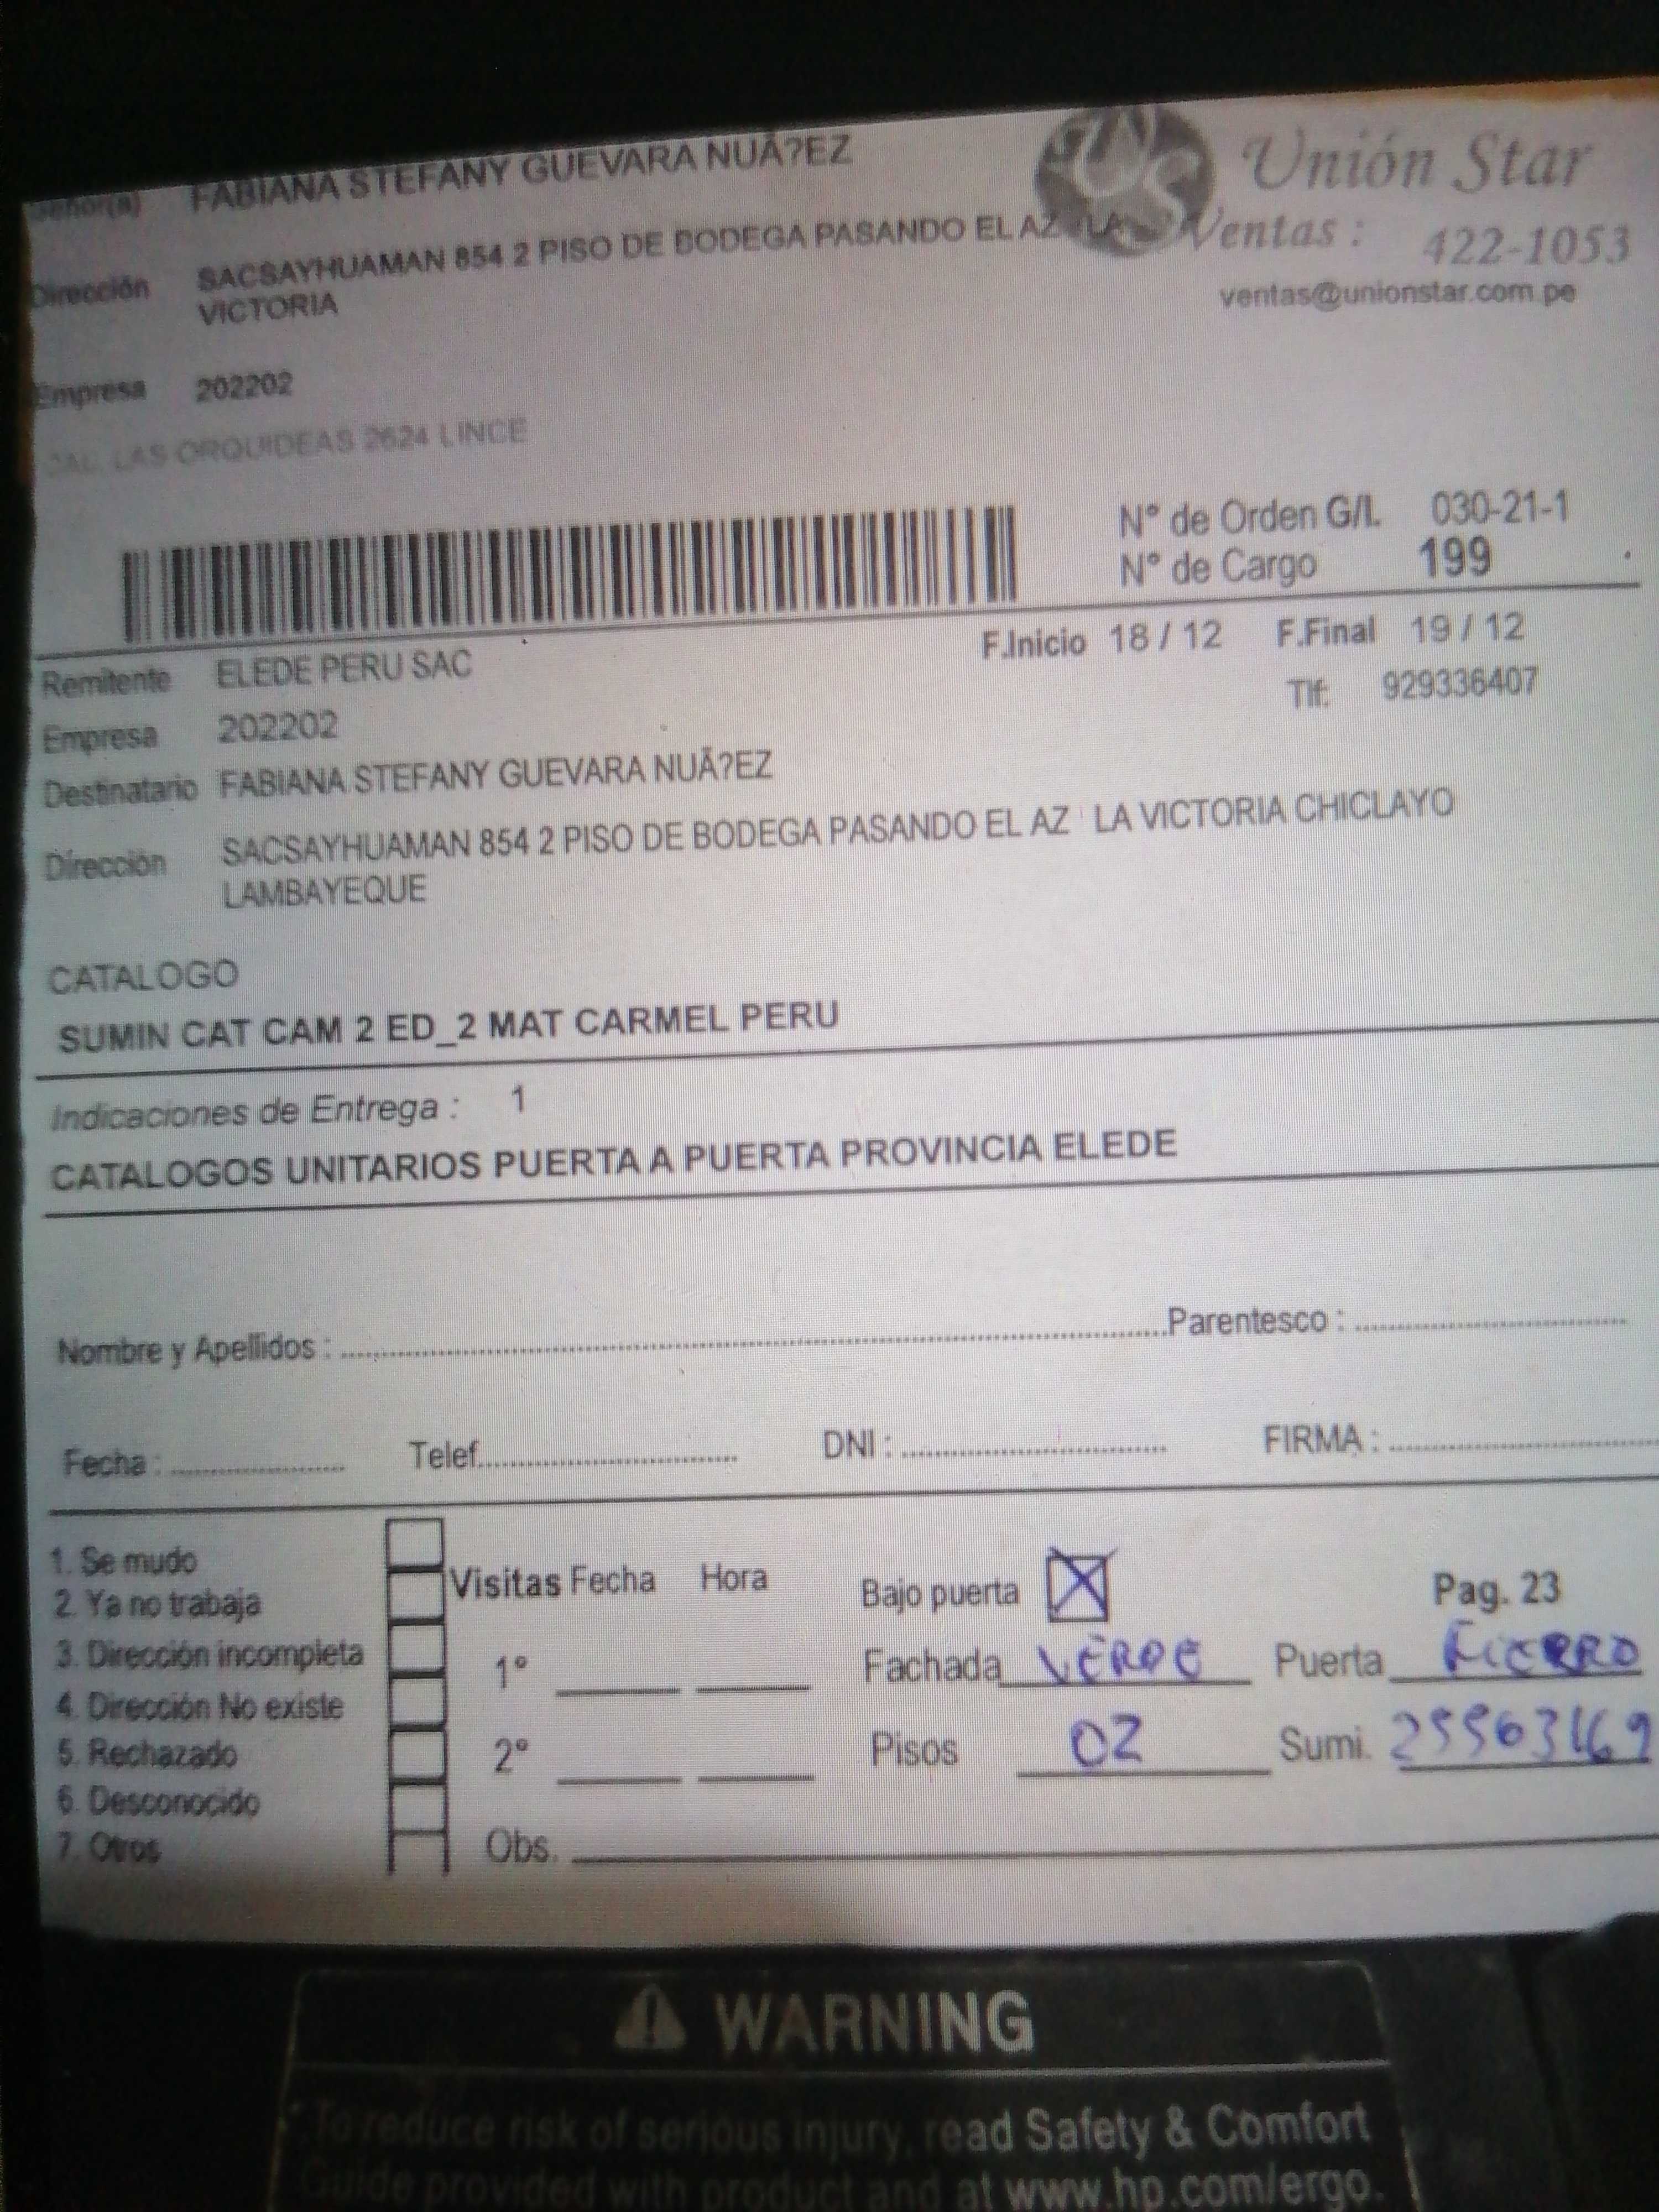 Señor(a) FABIANA STEFANY GUEVARA NUÃ?EZ
Unión Star
Dirección SACSAYHUAMAN 854 2 PISO DE BODEGA PASANDO EL AZ LA
VICTORIA
Ventas : 422-1053
ventas@unionstar.com.pe
Empresa 202202
CAL. LAS ORQUIDEAS 2624 LINCE
N° de Orden G/L 030-21-1
N° de Cargo 199
F.Inicio 18 / 12 F.Final 19 / 12
Remitente ELEDE PERU SAC
Tlf: 929336407
Empresa 202202
Destinatario FABIANA STEFANY GUEVARA NUÃ?EZ
Dirección SACSAYHUAMAN 854 2 PISO DE BODEGA PASANDO EL AZ LA VICTORIA CHICLAYO
LAMBAYEQUE
CATALOGO
SUMIN CAT CAM 2 ED_2 MAT CARMEL PERU
Indicaciones de Entrega : 1
CATALOGOS UNITARIOS PUERTA A PUERTA PROVINCIA ELEDE
Nombre y Apellidos : Parentesco :
Fecha : Telef. DNI : FIRMA :
1. Se mudo
2. Ya no trabaja
3. Dirección incompleta
4. Dirección No existe
5. Rechazado
6. Desconocido
7. Otros
Visitas Fecha Hora
1°
2°
Obs.
Bajo puerta X Pag. 23
Fachada VERDE Puerta FIERRO
Pisos 02 Sumi. 25563169
WARNING
To reduce risk of serious injury, read Safety & Comfort
Guide provided with product and at www.hp.com/ergo.